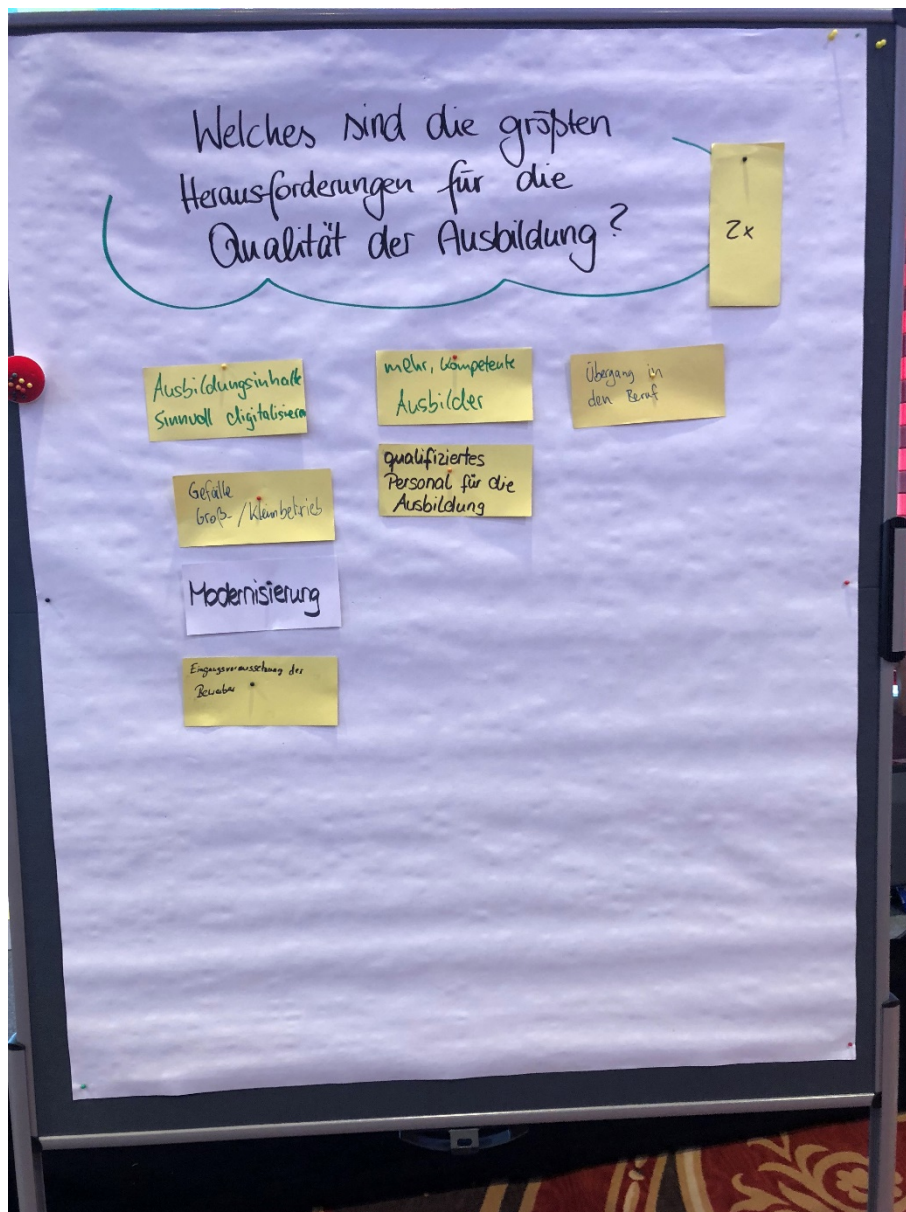 Welches sind die größten
Herausforderungen für die
Qualität der Ausbildung?
2x
Ausbildungsinhalte
sinnvoll digitalisieren
Gefälle
Groß-/Kleinbetrieb
Modernisierung
Eingangsvoraussetzung der
Bewerber
mehr, kompetente
Ausbilder
qualifiziertes
Personal für die
Ausbildung
Übergang in
den Beruf